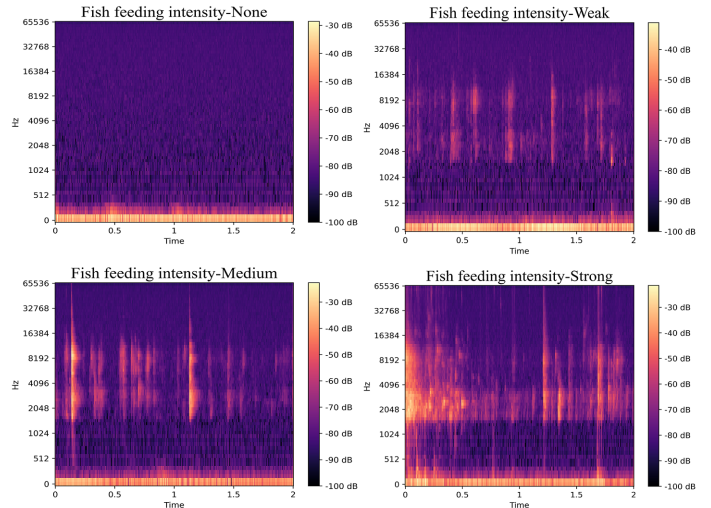 Fish feeding intensity-None
65536
32768
16384
8192
4096
2048
1024
512
0
Hz
0
0.5
1
1.5
2
Time
-30 dB
-40 dB
-50 dB
-60 dB
-70 dB
-80 dB
-90 dB
-100 dB
Fish feeding intensity-Weak
65536
32768
16384
8192
4096
2048
1024
512
0
Hz
0
0.5
1
1.5
2
Time
-40 dB
-50 dB
-60 dB
-70 dB
-80 dB
-90 dB
-100 dB
Fish feeding intensity-Medium
65536
32768
16384
8192
4096
2048
1024
512
0
Hz
0
0.5
1
1.5
2
Time
-30 dB
-40 dB
-50 dB
-60 dB
-70 dB
-80 dB
-90 dB
-100 dB
Fish feeding intensity-Strong
65536
32768
16384
8192
4096
2048
1024
512
0
Hz
0
0.5
1
1.5
2
Time
-30 dB
-40 dB
-50 dB
-60 dB
-70 dB
-80 dB
-90 dB
-100 dB